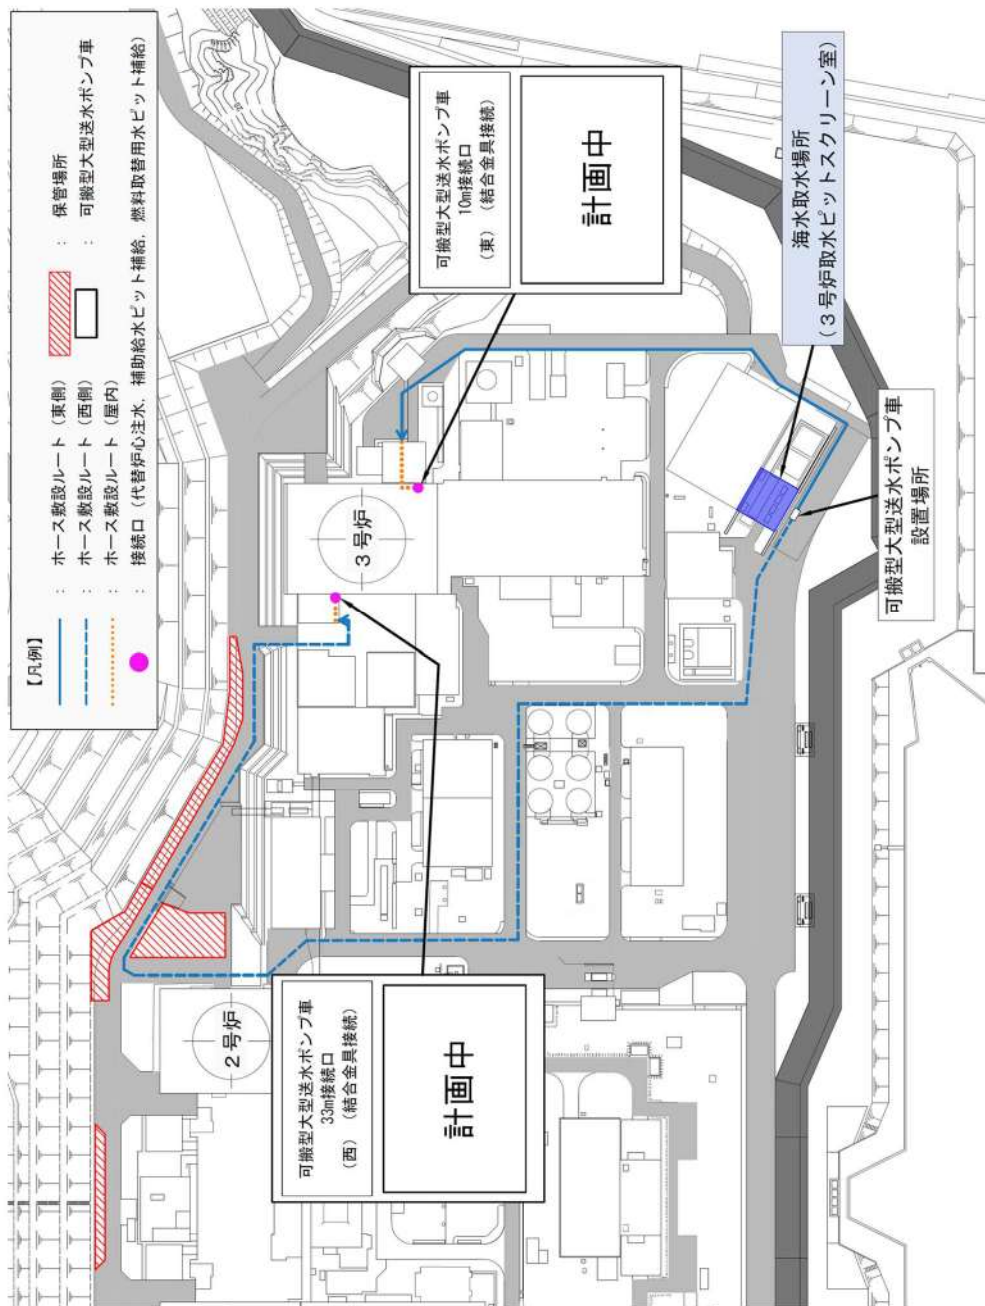 【凡例】
： ホース敷設ルート（東側）
： ホース敷設ルート（西側）
： ホース敷設ルート（屋内）
： 接続口（代替炉心注水，補助給水ピット補給，燃料取替用水ピット補給）
： 保管場所
： 可搬型大型送水ポンプ車
可搬型大型送水ポンプ車
33m接続口
（西）（結合金具接続）
計画中
可搬型大型送水ポンプ車
10m接続口
（東）（結合金具接続）
計画中
2号炉
3号炉
海水取水場所
（3号炉取水ピットスクリーン室）
可搬型大型送水ポンプ車
設置場所